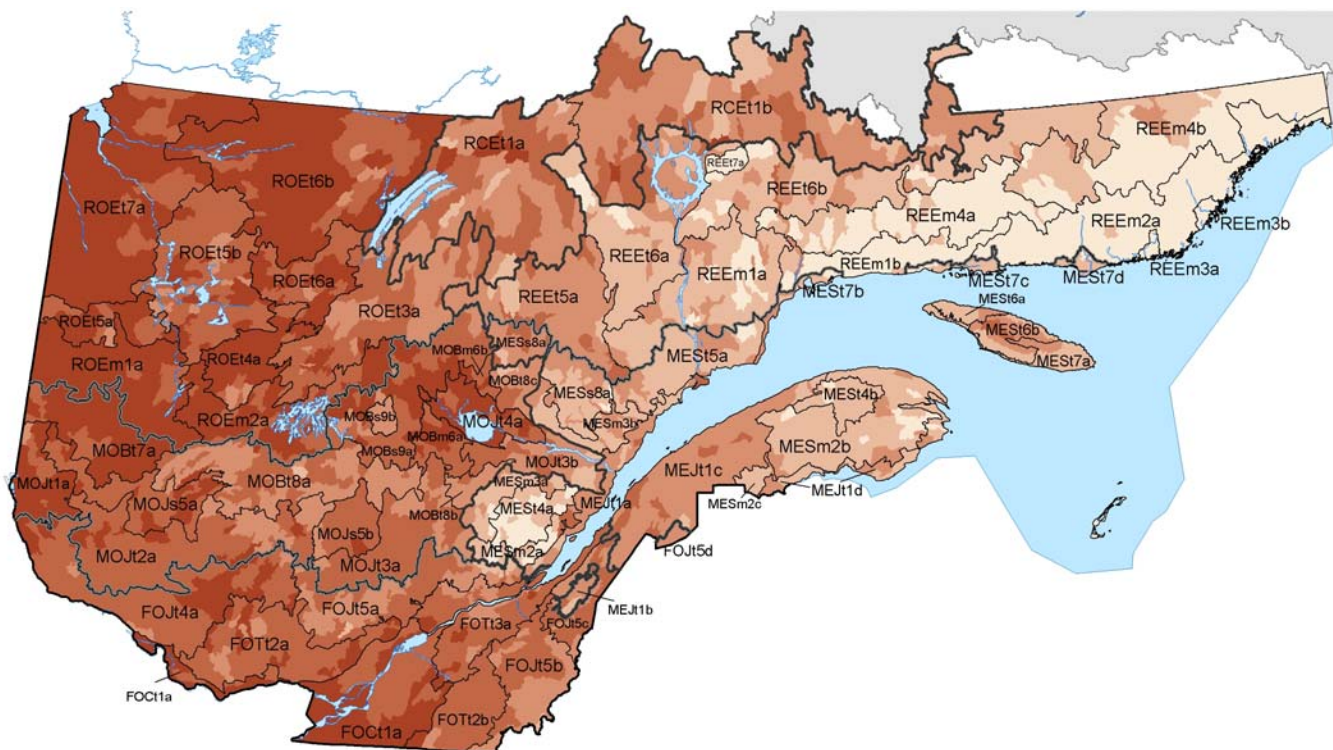 RCEt1b
REEm4b
RCEt1a
REEt7a
ROEt6b
REEt6b
ROEt7a
REEm4a
REEm2a
REEm3b
ROEt5b
REEt6a
REEm1a
REEm1b
REEm3a
ROEt6a
MESt7c
MESt7d
MESt7b
REEt5a
MESt6a
ROEt3a
ROEt5a
MESt6b
MOBm6b
MESs8a
MESt5a
ROEm1a
ROEt4a
MESt7a
MOBt8c
MESs8a
MESt4b
ROEm2a
MOBs9b
MOJt4a
MESm3b
MOBm6a
MESm2b
MOBt7a
MOBs9a
MOJt3b
MEJt1c
MOJt1a
MOBt8a
MESm3a
MEJt1d
MOJs5a
MESt4a
MEJt1a
MESm2c
MOBt8b
MOJs5b
MESm2a
MOJt2a
FOJt5d
MOJt3a
FOJt4a
FOJt5a
MEJt1b
FOTt3a
FOJt5c
FOTt2a
FOJt5b
FOCt1a
FOTt2b
FOCt1a